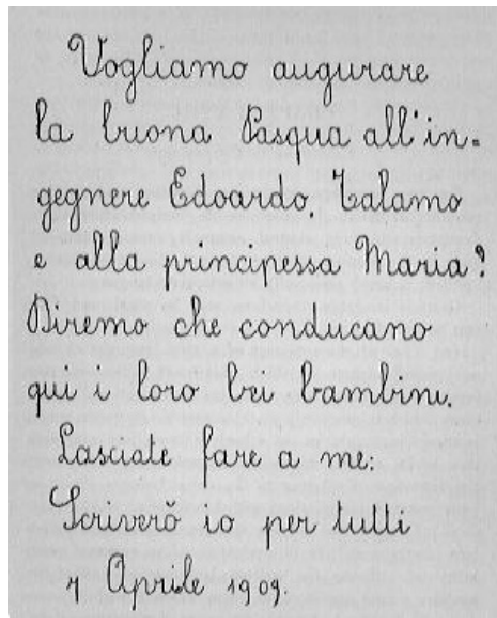 Vogliamo augurare
la buona Pasqua all'in=
gegnere Edoardo Talamo
e alla principessa Maria?
Diremo che conducano
qui i loro bei bambini.
Lasciate fare a me:
Scriverò io per tutti
7 Aprile 1909.